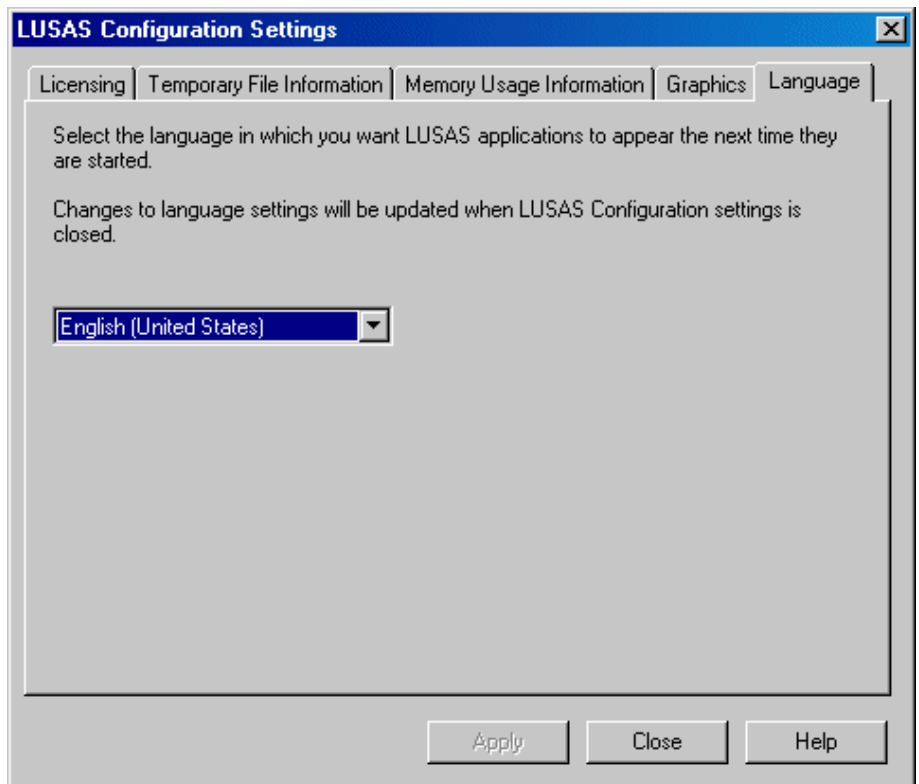 LUSAS Configuration Settings
Licensing Temporary File Information Memory Usage Information Graphics Language
Select the language in which you want LUSAS applications to appear the next time they
are started.
Changes to language settings will be updated when LUSAS Configuration settings is
closed.
English (United States)
Apply Close Help